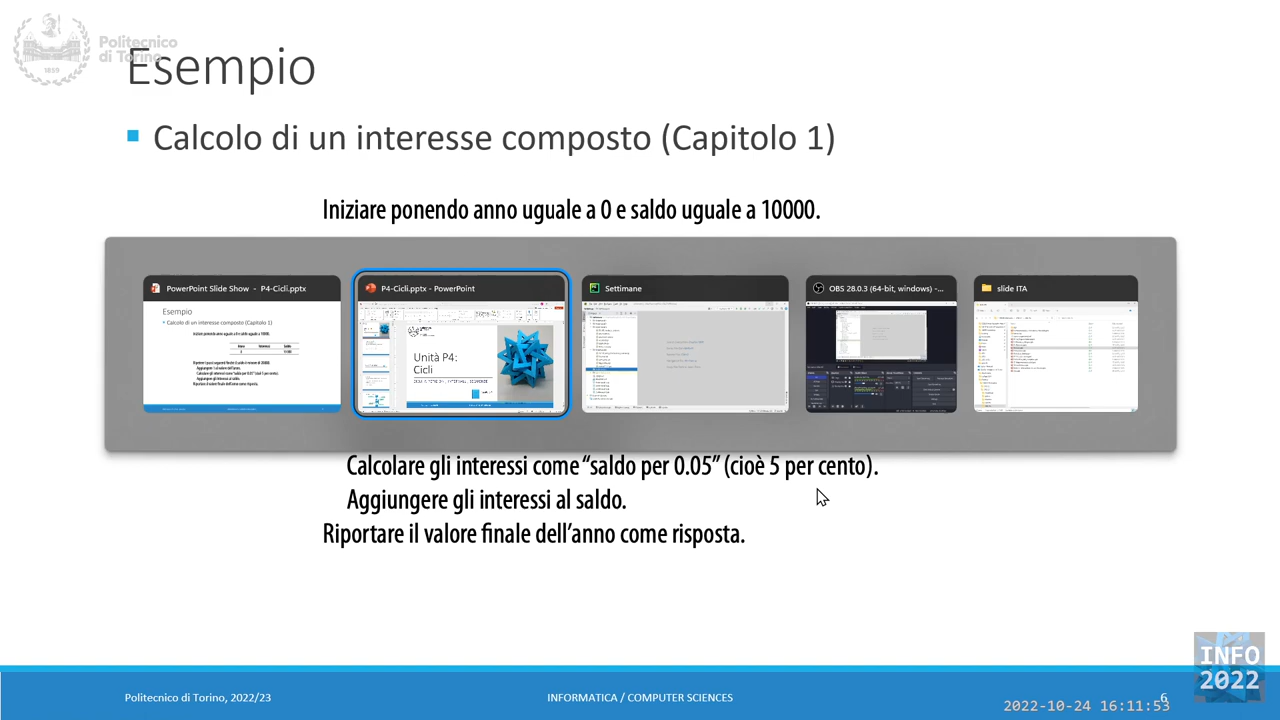 Politecnico
di Torino
1859
Esempio
Calcolo di un interesse composto (Capitolo 1)
Iniziare ponendo anno uguale a 0 e saldo uguale a 10000.
PowerPoint Slide Show - P4-Cicli.pptx
P4-Cicli.pptx - PowerPoint
Settimane
OBS 28.0.3 (64-bit, windows) -...
slide ITA
Esempio
Calcolo di un interesse composto (Capitolo 1)
Unità P4:
Cicli
Calcolare gli interessi come “saldo per 0.05” (cioè 5 per cento).
Aggiungere gli interessi al saldo.
Riportare il valore finale dell’anno come risposta.
INFO
2022
Politecnico di Torino, 2022/23
INFORMATICA / COMPUTER SCIENCES
6
2022-10-24 16:11:53